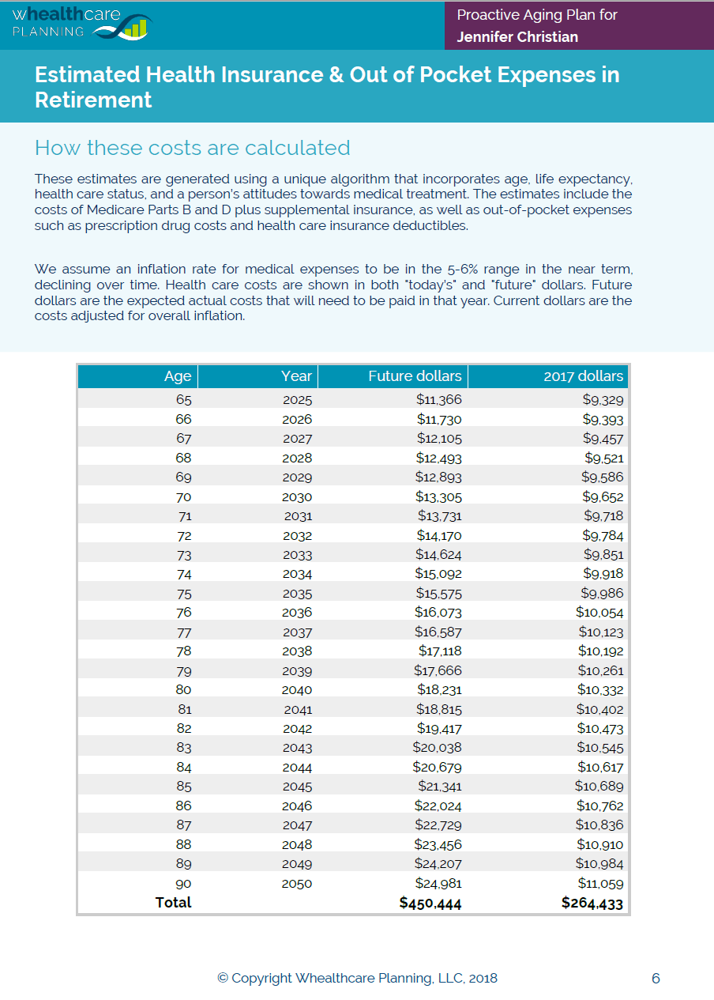 whealthcare
PLANNING
Proactive Aging Plan for
Jennifer Christian
Estimated Health Insurance & Out of Pocket Expenses in
Retirement
How these costs are calculated
These estimates are generated using a unique algorithm that incorporates age, life expectancy,
health care status, and a person's attitudes towards medical treatment. The estimates include the
costs of Medicare Parts B and D plus supplemental insurance, as well as out-of-pocket expenses
such as prescription drug costs and health care insurance deductibles.
We assume an inflation rate for medical expenses to be in the 5-6% range in the near term,
declining over time. Health care costs are shown in both "today's" and "future" dollars. Future
dollars are the expected actual costs that will need to be paid in that year. Current dollars are the
costs adjusted for overall inflation.
Age Year Future dollars 2017 dollars
65 2025 $11,366 $9,329
66 2026 $11,730 $9,393
67 2027 $12,105 $9,457
68 2028 $12,493 $9,521
69 2029 $12,893 $9,586
70 2030 $13,305 $9,652
71 2031 $13,731 $9,718
72 2032 $14,170 $9,784
73 2033 $14,624 $9,851
74 2034 $15,092 $9,918
75 2035 $15,575 $9,986
76 2036 $16,073 $10,054
77 2037 $16,587 $10,123
78 2038 $17,118 $10,192
79 2039 $17,666 $10,261
80 2040 $18,231 $10,332
81 2041 $18,815 $10,402
82 2042 $19,417 $10,473
83 2043 $20,038 $10,545
84 2044 $20,679 $10,617
85 2045 $21,341 $10,689
86 2046 $22,024 $10,762
87 2047 $22,729 $10,836
88 2048 $23,456 $10,910
89 2049 $24,207 $10,984
90 2050 $24,981 $11,059
Total $450,444 $264,433
© Copyright Whealthcare Planning, LLC, 2018 6